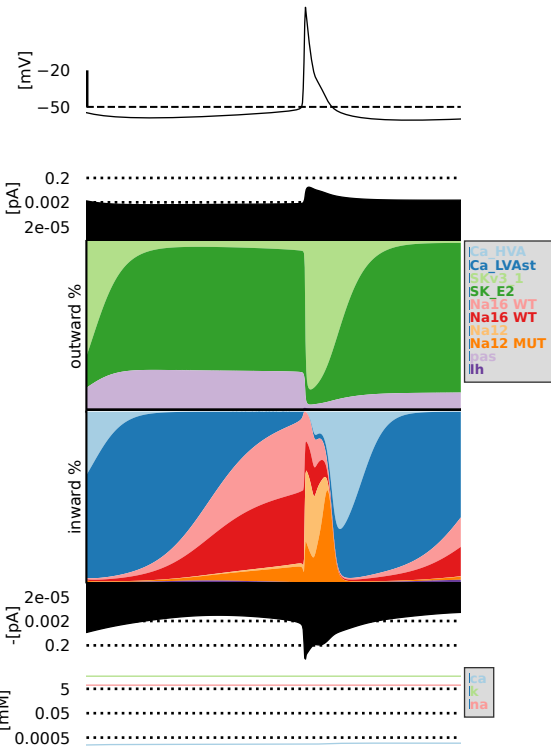 [mV]
−20
−50
[pA]
0.2
0.002
2e-05
outward %
Ca_HVA
Ca_LVAst
SKv3_1
SK_E2
Na16 WT
Na16 WT
Na12
Na12 MUT
pas
Ih
inward %
-[pA]
2e-05
0.002
0.2
[mM]
5
0.05
0.0005
ca
k
na